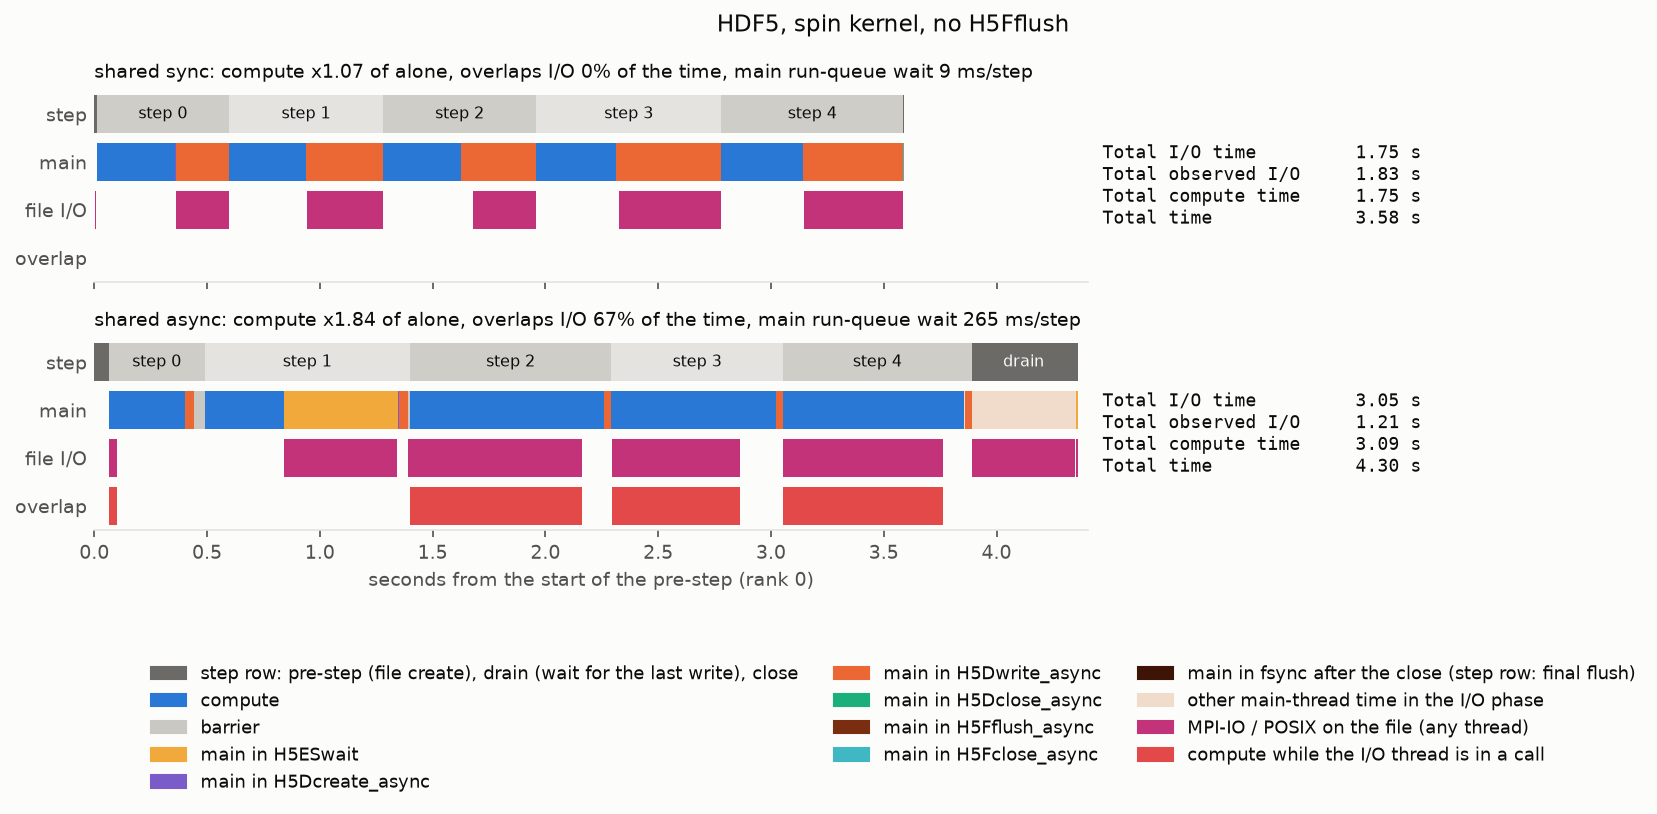 HDF5, spin kernel, no H5Fflush
shared sync: compute x1.07 of alone, overlaps I/O 0% of the time, main run-queue wait 9 ms/step
step
step 0
step 1
step 2
step 3
step 4
main
file I/O
overlap
Total I/O time 1.75 s
Total observed I/O 1.83 s
Total compute time 1.75 s
Total time 3.58 s
shared async: compute x1.84 of alone, overlaps I/O 67% of the time, main run-queue wait 265 ms/step
step
step 0
step 1
step 2
step 3
step 4
drain
main
file I/O
overlap
Total I/O time 3.05 s
Total observed I/O 1.21 s
Total compute time 3.09 s
Total time 4.30 s
0.0 0.5 1.0 1.5 2.0 2.5 3.0 3.5 4.0
seconds from the start of the pre-step (rank 0)
step row: pre-step (file create), drain (wait for the last write), close
compute
barrier
main in H5ESwait
main in H5Dcreate_async
main in H5Dwrite_async
main in H5Dclose_async
main in H5Fflush_async
main in H5Fclose_async
main in fsync after the close (step row: final flush)
other main-thread time in the I/O phase
MPI-IO / POSIX on the file (any thread)
compute while the I/O thread is in a call